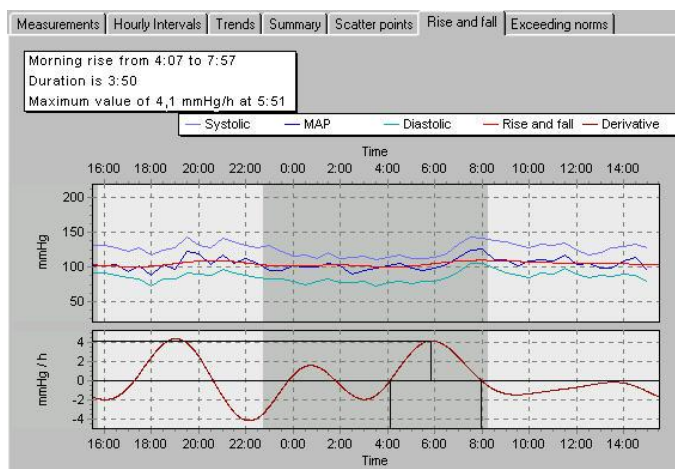 Measurements Hourly Intervals Trends Summary Scatter points Rise and fall Exceeding norms
Morning rise from 4:07 to 7:57
Duration is 3:50
Maximum value of 4,1 mmHg/h at 5:51
Systolic MAP Diastolic Rise and fall Derivative
Time
16:00 18:00 20:00 22:00 0:00 2:00 4:00 6:00 8:00 10:00 12:00 14:00
200
150
100
50
mmHg
4
2
0
-2
-4
mmHg / h
16:00 18:00 20:00 22:00 0:00 2:00 4:00 6:00 8:00 10:00 12:00 14:00
Time